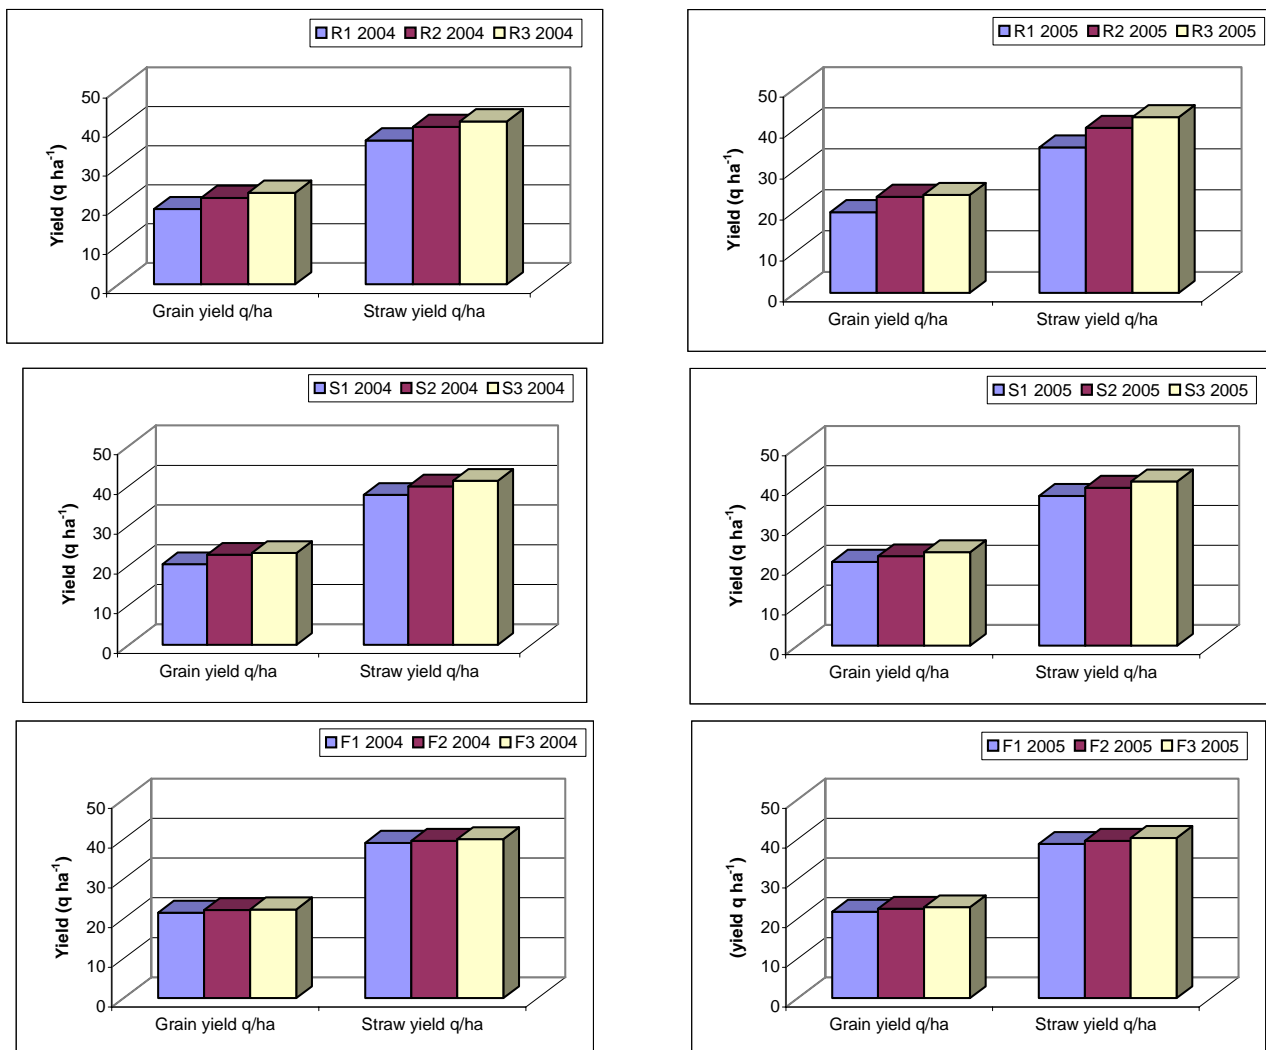 R1 2004 R2 2004 R3 2004
50
40
30
20
10
0
Yield (q ha⁻¹)
Grain yield q/ha Straw yield q/ha
R1 2005 R2 2005 R3 2005
50
40
30
20
10
0
Yield (q ha⁻¹)
Grain yield q/ha Straw yield q/ha
S1 2004 S2 2004 S3 2004
50
40
30
20
10
0
Yield (q ha⁻¹)
Grain yield q/ha Straw yield q/ha
S1 2005 S2 2005 S3 2005
50
40
30
20
10
0
Yield (q ha⁻¹)
Grain yield q/ha Straw yield q/ha
F1 2004 F2 2004 F3 2004
50
40
30
20
10
0
Yield (q ha⁻¹)
Grain yield q/ha Straw yield q/ha
F1 2005 F2 2005 F3 2005
50
40
30
20
10
0
(yield q ha⁻¹)
Grain yield q/ha Straw yield q/ha